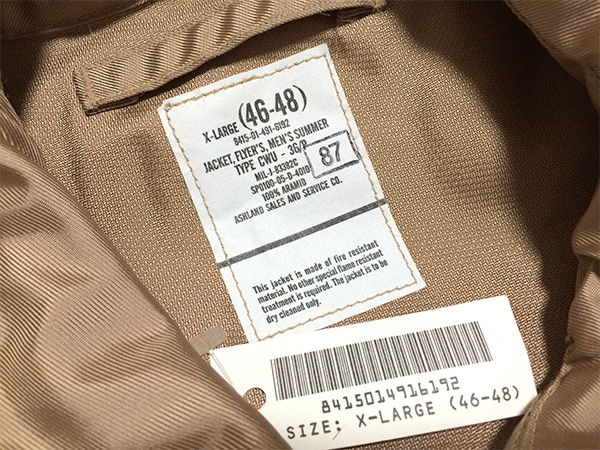 X-LARGE (46-48)
8415-01-491-6192
JACKET, FLYER'S, MEN'S SUMMER
TYPE CWU - 36/P
MIL-J-83382C
SPO100-05-D-4010
100% ARAMID
ASHLAND SALES AND SERVICE CO.
87
This jacket is made of fire resistant
material. No other special flame resistant
treatment is required. The jacket is to be
dry cleaned only.
8415014916192
SIZE; X-LARGE (46-48)